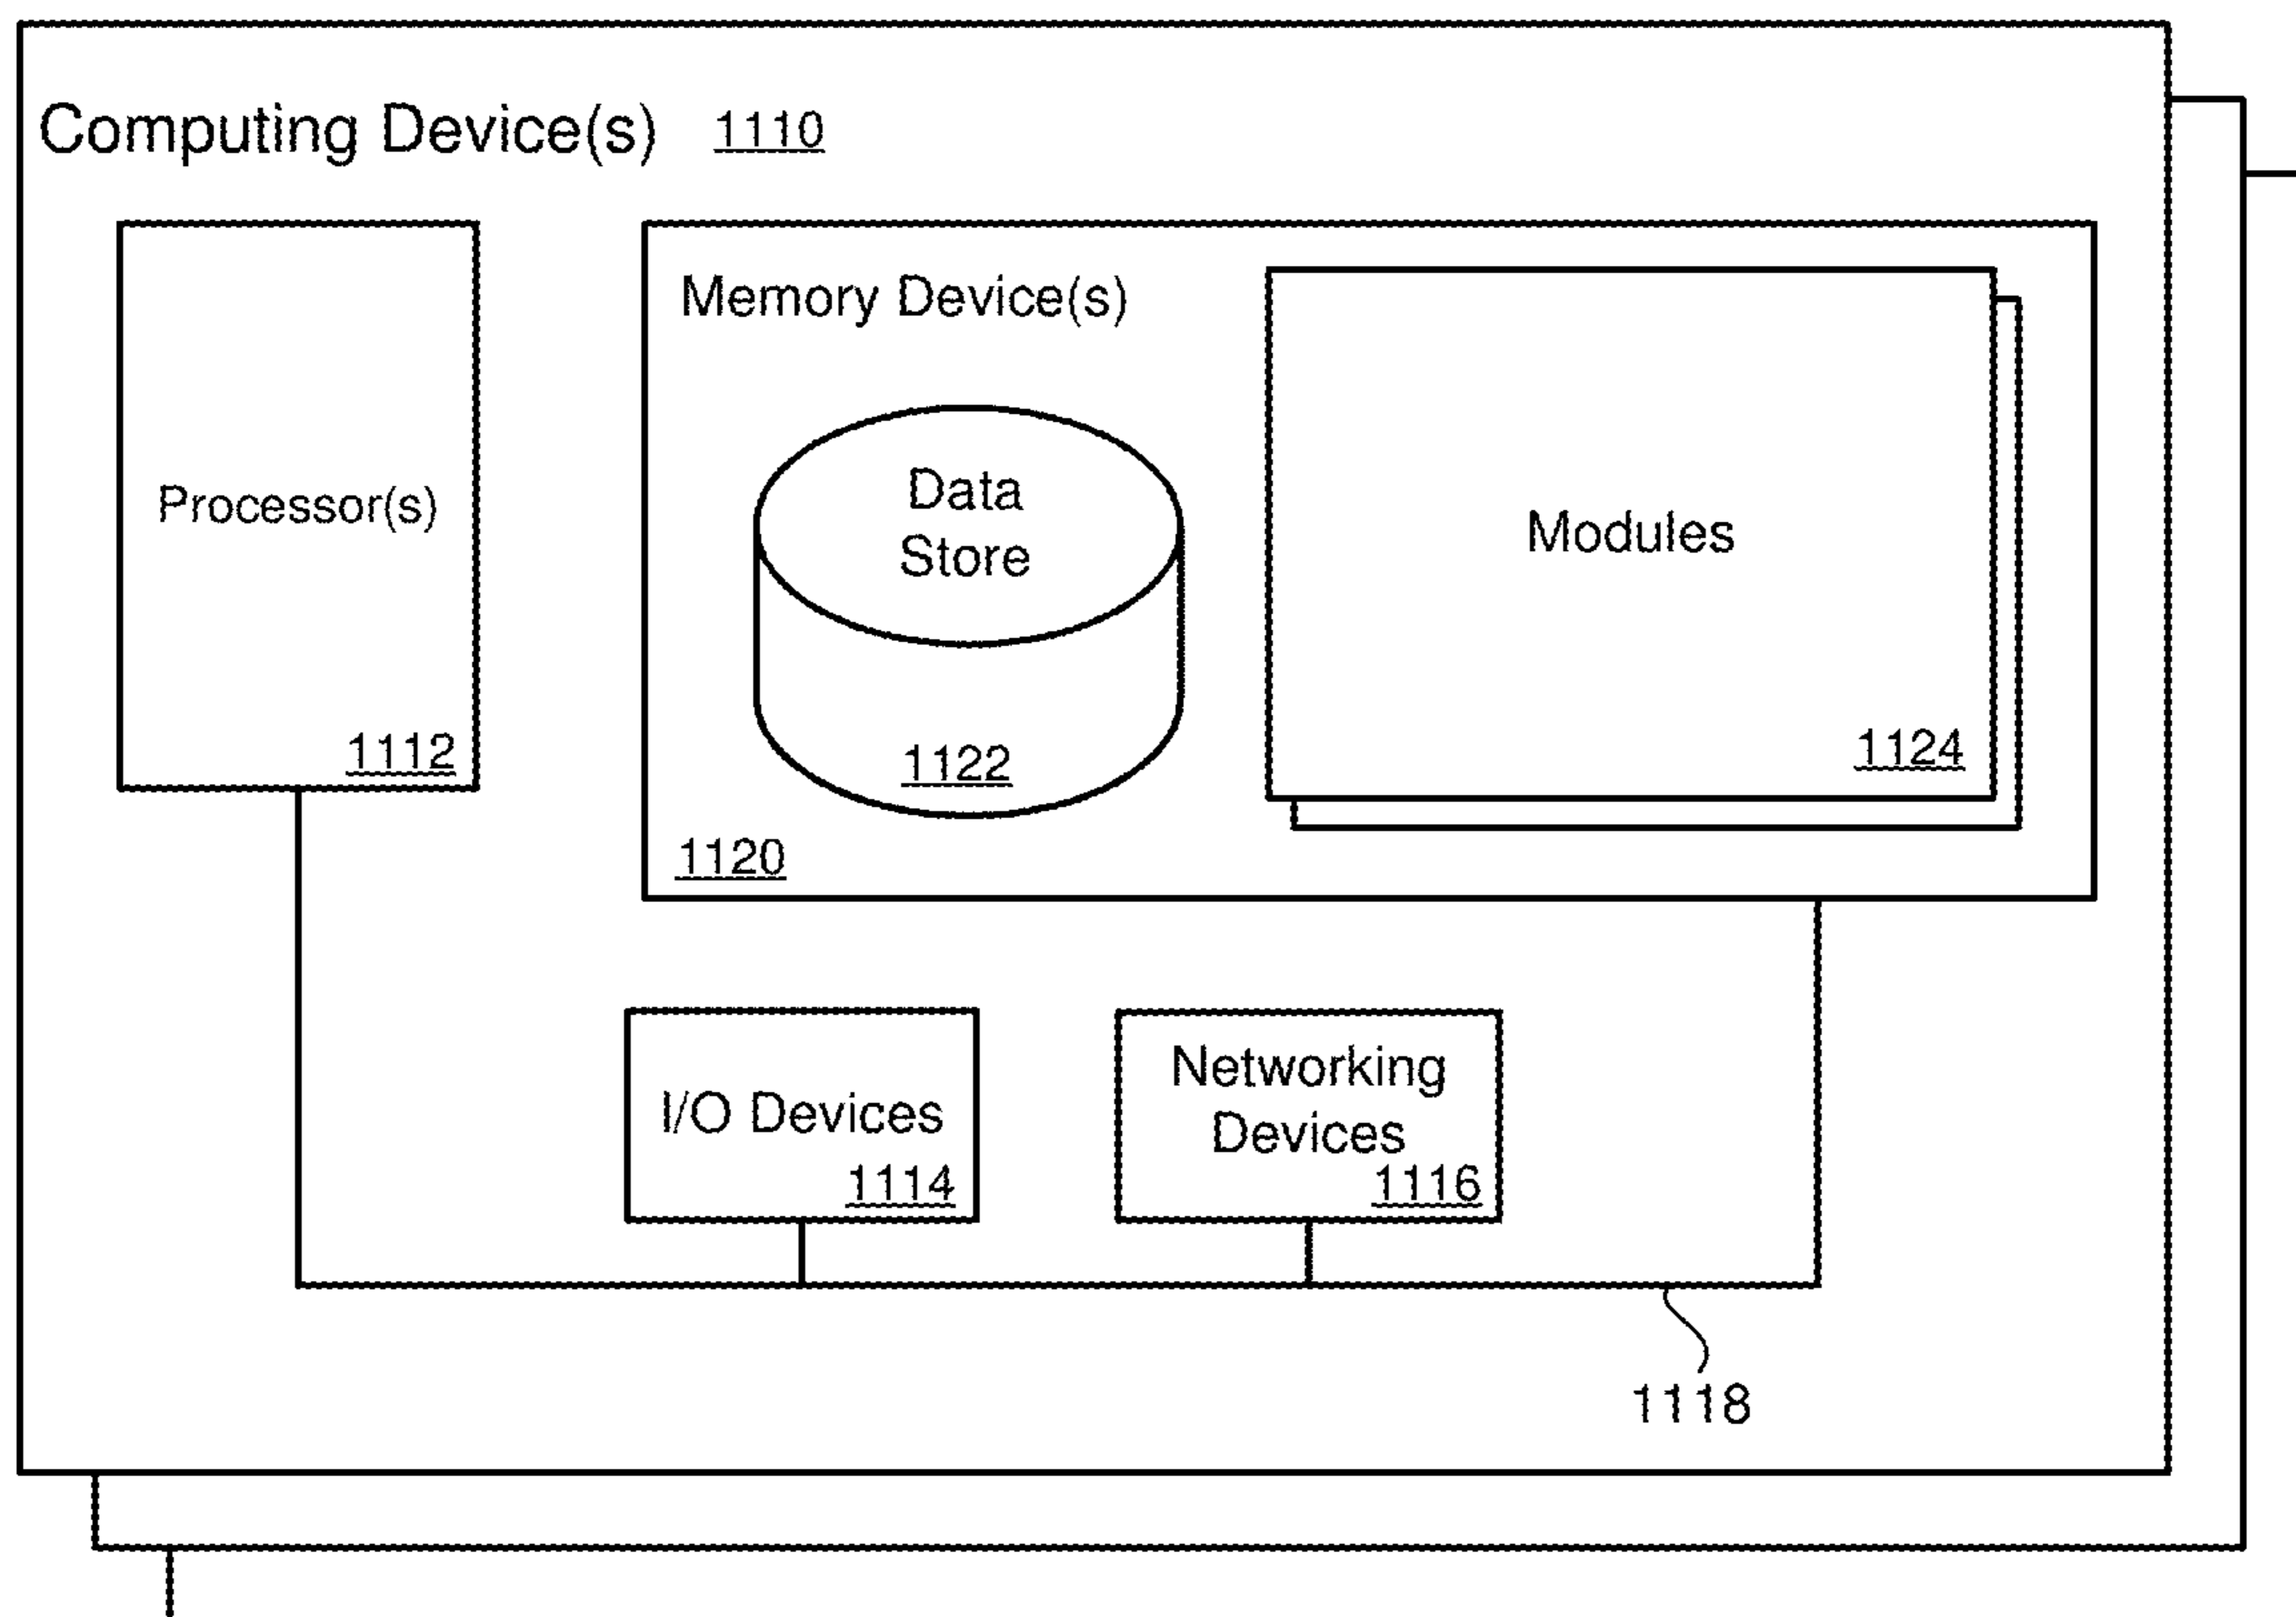 Computing Device(s) 1110
Processor(s)
1112
Memory Device(s)
Data
Store
1122
Modules
1124
1120
I/O Devices
1114
Networking
Devices
1116
1118